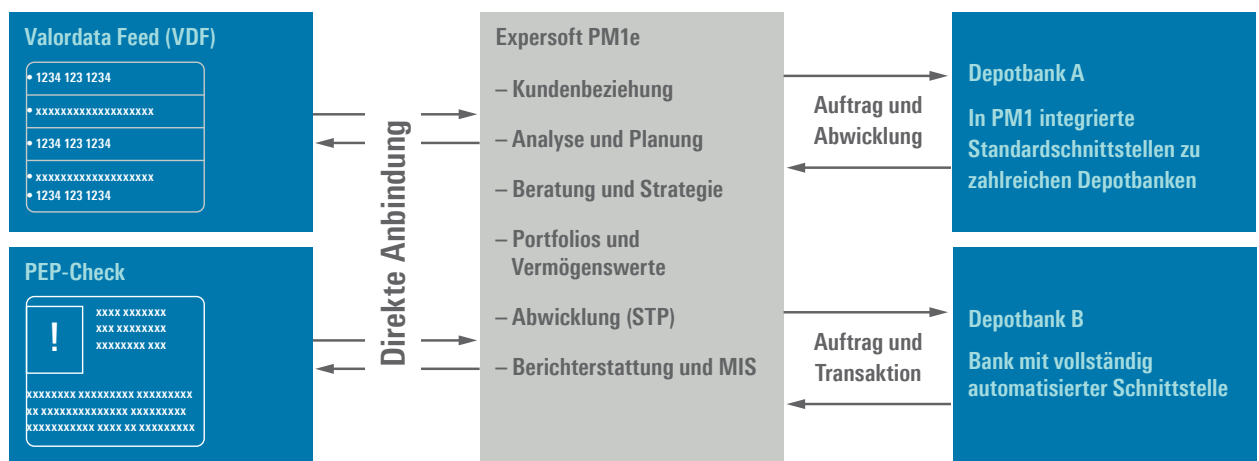 Valordata Feed (VDF)
• 1234 123 1234
• xxxxxxxxxxxxxxxxxxx
• 1234 123 1234
• xxxxxxxxxxxxxxxxxxx
• 1234 123 1234
PEP-Check
!
xxxx xxxxxxx
xxx xxxxxxxx
xxxxxxxx xxx
xxxxxxxx xxxxxxxxx xxxxxxxxx
xx xxxxxxxxxxxxxx xxxxxxxxx
xxxxxxxxxxx xxxx xx xxxxxxxxx
Direkte Anbindung
Expersoft PM1e
– Kundenbeziehung
– Analyse und Planung
– Beratung und Strategie
– Portfolios und
Vermögenswerte
– Abwicklung (STP)
– Berichterstattung und MIS
Auftrag und
Abwicklung
Auftrag und
Transaktion
Depotbank A
In PM1 integrierte
Standardschnittstellen zu
zahlreichen Depotbanken
Depotbank B
Bank mit vollständig
automatisierter Schnittstelle